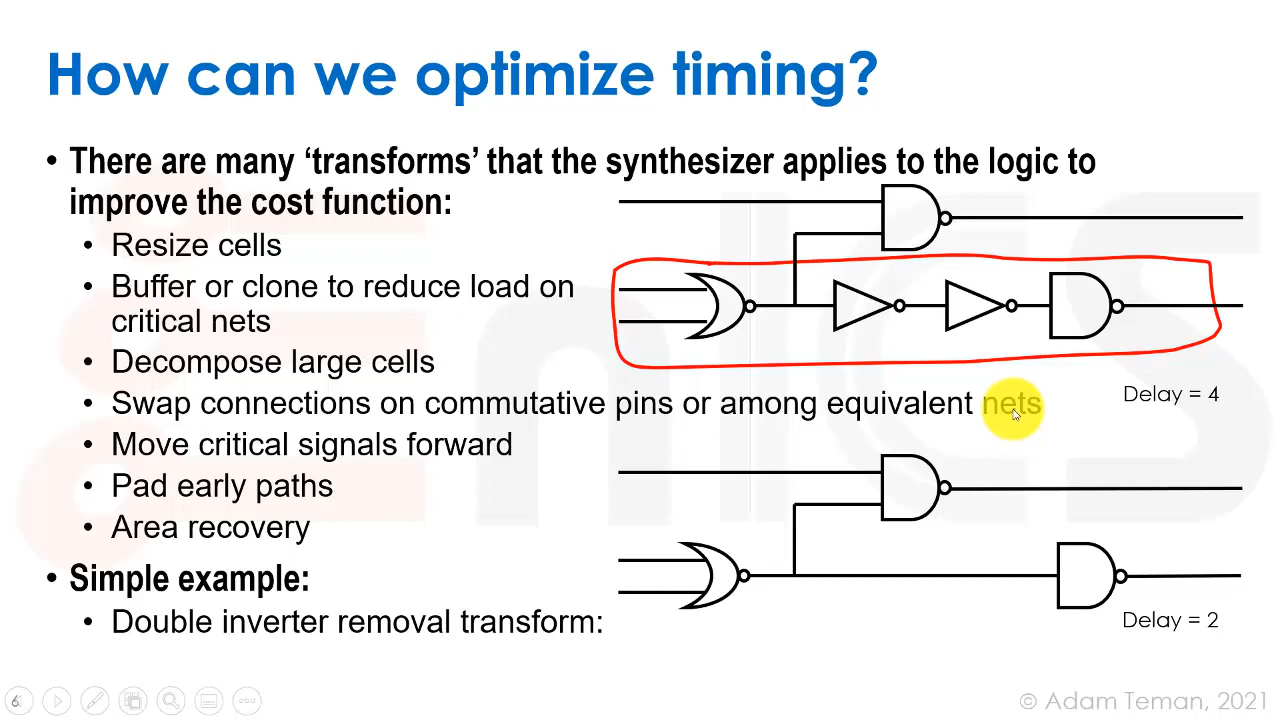 How can we optimize timing?
• There are many ‘transforms’ that the synthesizer applies to the logic to
improve the cost function:
• Resize cells
• Buffer or clone to reduce load on
critical nets
• Decompose large cells
• Swap connections on commutative pins or among equivalent nets
• Move critical signals forward
• Pad early paths
• Area recovery
• Simple example:
• Double inverter removal transform:
Delay = 4
Delay = 2
6
© Adam Teman, 2021
EnICS